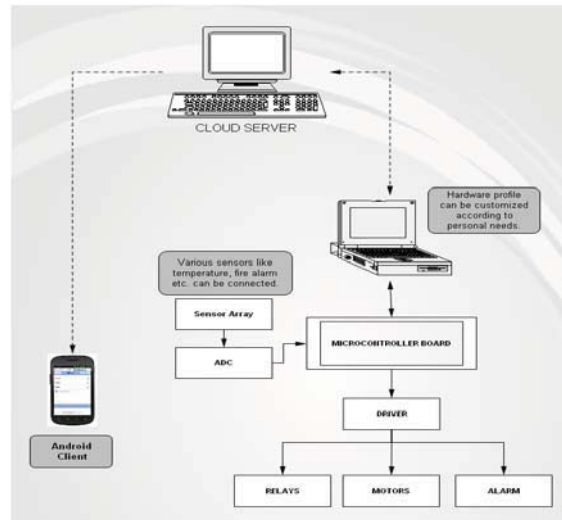 CLOUD SERVER
Hardware profile
can be customized
according to
personal needs.
Various sensors like
temperature, fire alarm
etc. can be connected.
Sensor Array
ADC
MICROCONTROLLER BOARD
DRIVER
Android
Client
RELAYS
MOTORS
ALARM